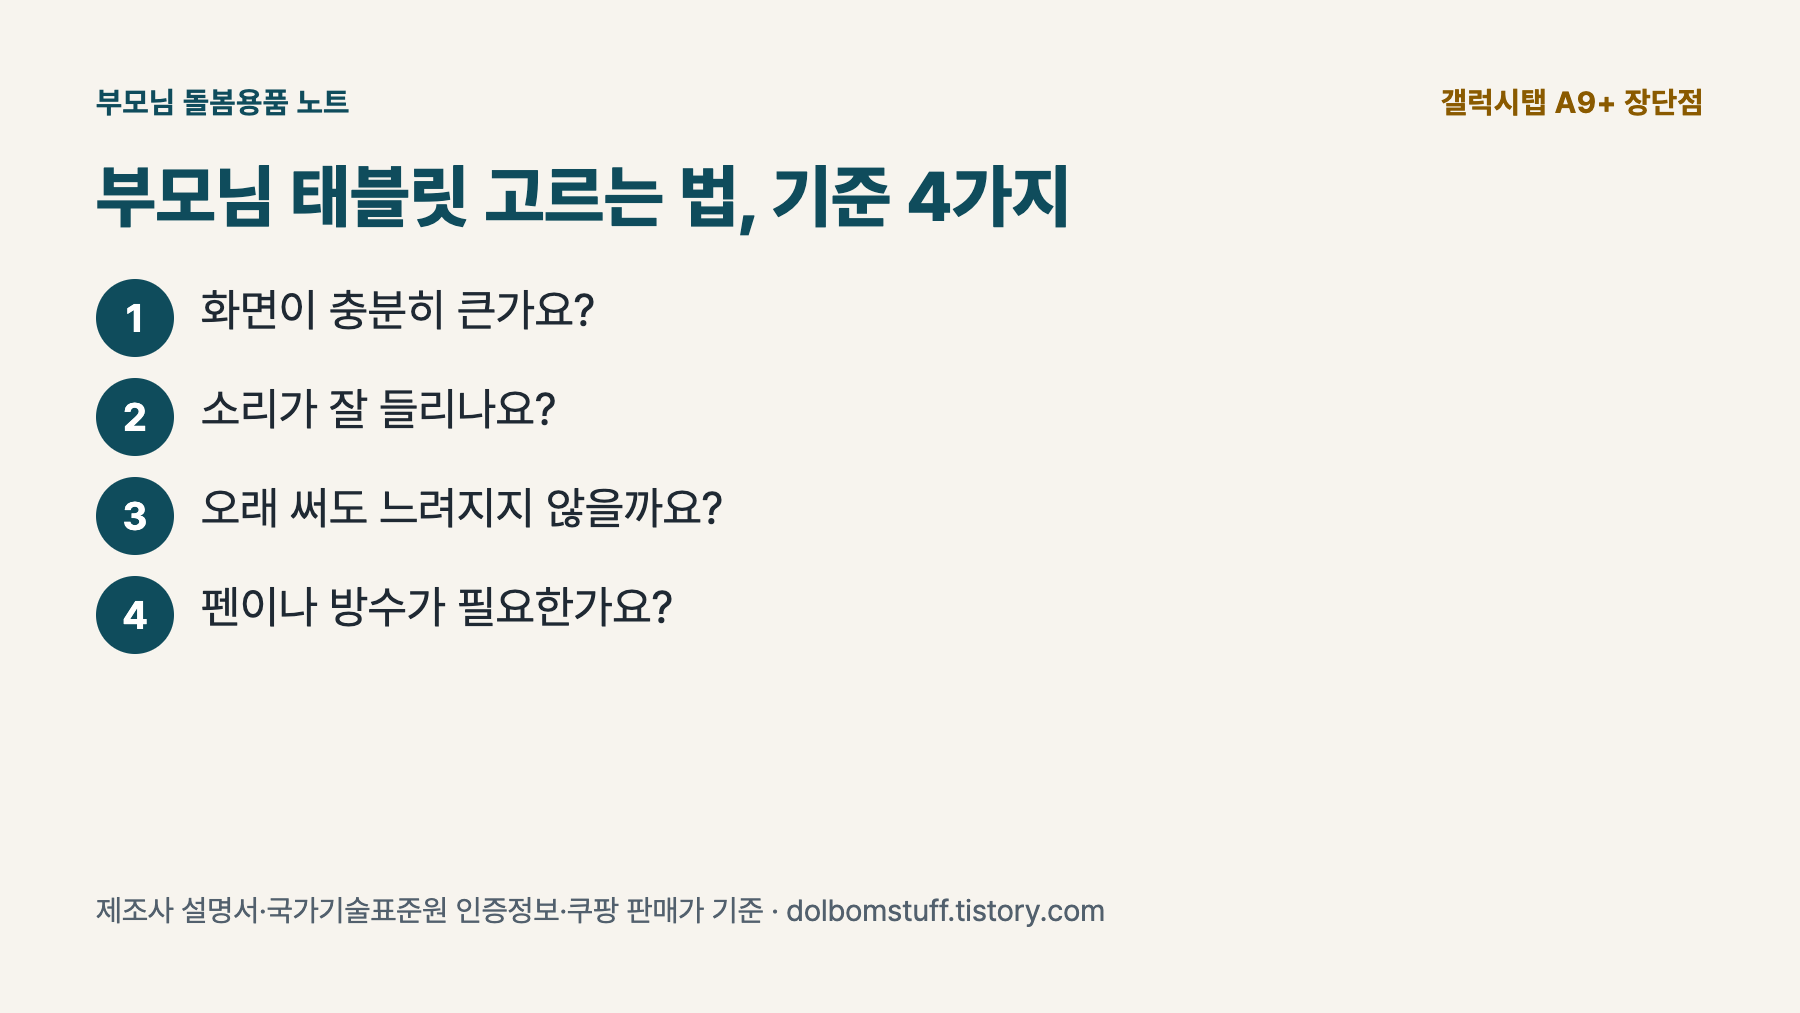 부모님 돌봄용품 노트
갤럭시탭 A9+ 장단점
부모님 태블릿 고르는 법, 기준 4가지
1 화면이 충분히 큰가요?
2 소리가 잘 들리나요?
3 오래 써도 느려지지 않을까요?
4 펜이나 방수가 필요한가요?
제조사 설명서·국가기술표준원 인증정보·쿠팡 판매가 기준 · dolbomstuff.tistory.com